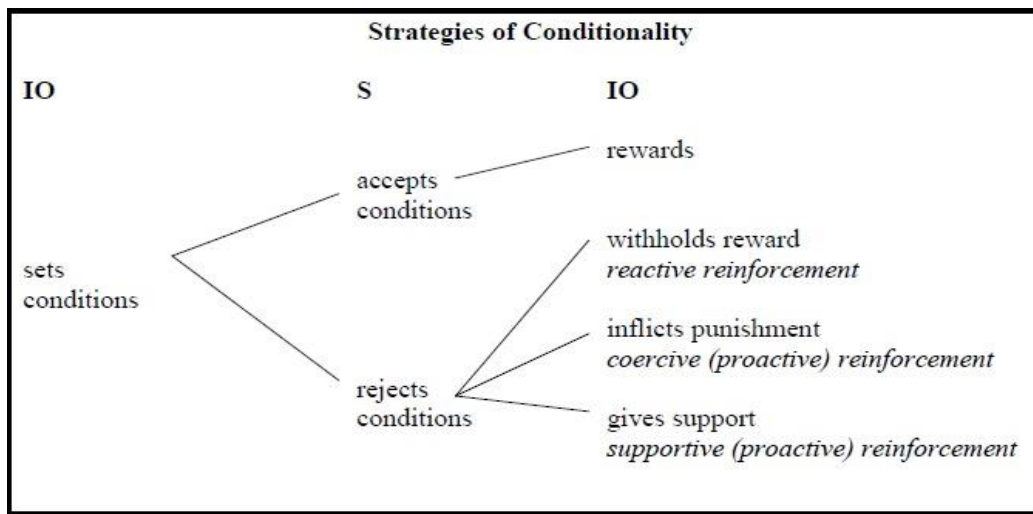 Strategies of Conditionality
IO S IO
rewards
accepts
conditions
sets
conditions
withholds reward
reactive reinforcement
inflicts punishment
coercive (proactive) reinforcement
rejects
conditions
gives support
supportive (proactive) reinforcement